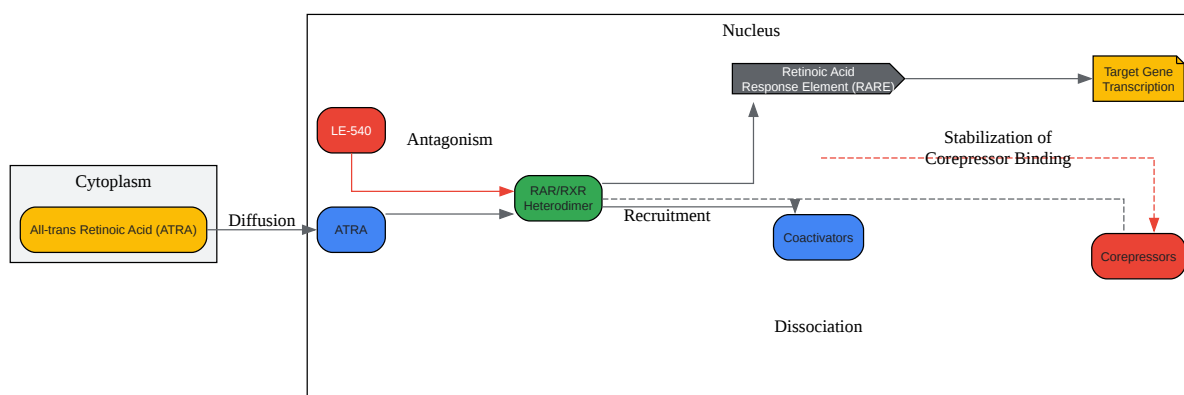 Nucleus
Retinoic Acid
Response Element (RARE)
Target Gene
Transcription
LE-540
Antagonism
Stabilization of
Corepressor Binding
Cytoplasm
RAR/RXR
Heterodimer
All-trans Retinoic Acid (ATRA)
Diffusion
ATRA
Recruitment
Coactivators
Corepressors
Dissociation